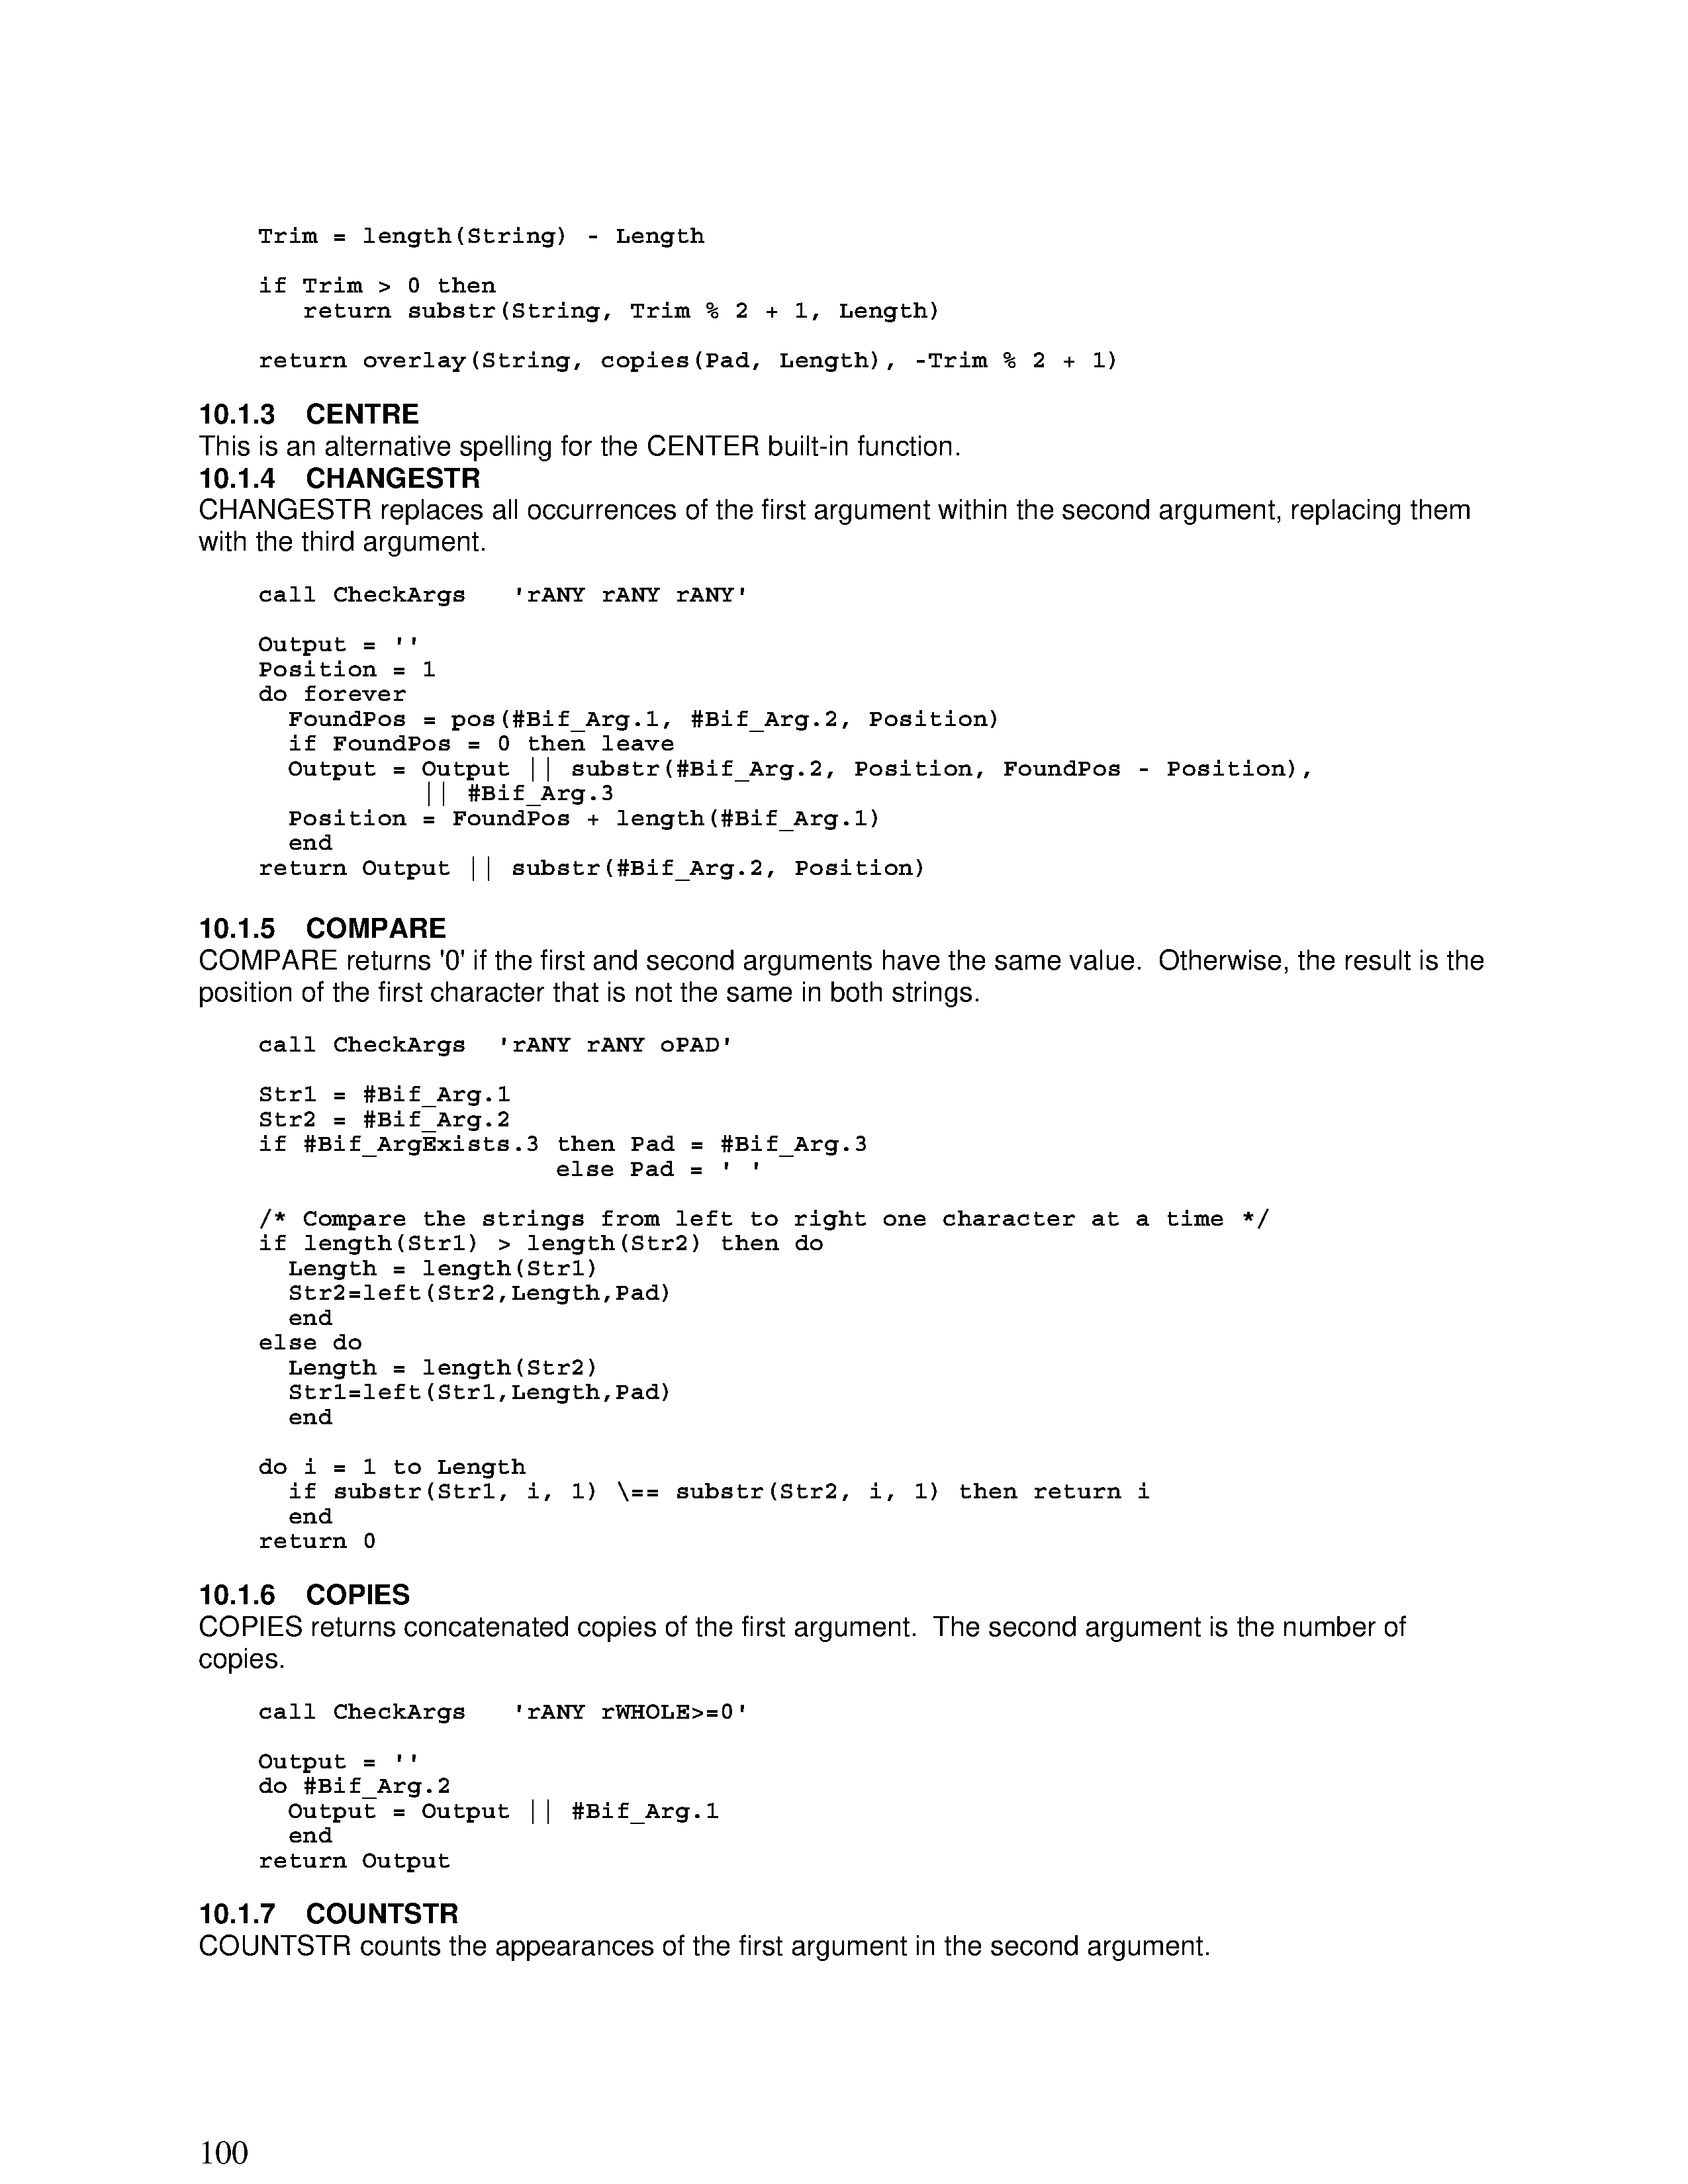 Trim = length(String) - Length
if Trim > 0 then
return substr(String, Trim % 2 + 1, Length)
return overlay(String, copies(Pad, Length), -Trim % 2 + 1)
10.1.3 CENTRE
This is an alternative spelling for the CENTER built-in function.
10.1.4 CHANGESTR
CHANGESTR replaces all occurrences of the first argument within the second argument, replacing them
with the third argument.
call CheckArgs 'rANY rANY rANY'
Output = ''
Position = 1
do forever
FoundPos = pos(#Bif_Arg.1, #Bif_Arg.2, Position)
if FoundPos = 0 then leave
Output = Output || substr(#Bif_Arg.2, Position, FoundPos - Position),
|| #Bif_Arg.3
Position = FoundPos + length(#Bif_Arg.1)
end
return Output || substr(#Bif_Arg.2, Position)
10.1.5 COMPARE
COMPARE returns '0' if the first and second arguments have the same value. Otherwise, the result is the
position of the first character that is not the same in both strings.
call CheckArgs 'rANY rANY oPAD'
Str1 = #Bif_Arg.1
Str2 = #Bif_Arg.2
if #Bif_ArgExists.3 then Pad = #Bif_Arg.3
else Pad = ' '
/* Compare the strings from left to right one character at a time */
if length(Str1) > length(Str2) then do
Length = length(Str1)
Str2=left(Str2,Length,Pad)
end
else do
Length = length(Str2)
Str1=left(Str1,Length,Pad)
end
do i = 1 to Length
if substr(Str1, i, 1) \== substr(Str2, i, 1) then return i
end
return 0
10.1.6 COPIES
COPIES returns concatenated copies of the first argument. The second argument is the number of
copies.
call CheckArgs 'rANY rWHOLE>=0'
Output = ''
do #Bif_Arg.2
Output = Output || #Bif_Arg.1
end
return Output
10.1.7 COUNTSTR
COUNTSTR counts the appearances of the first argument in the second argument.
100